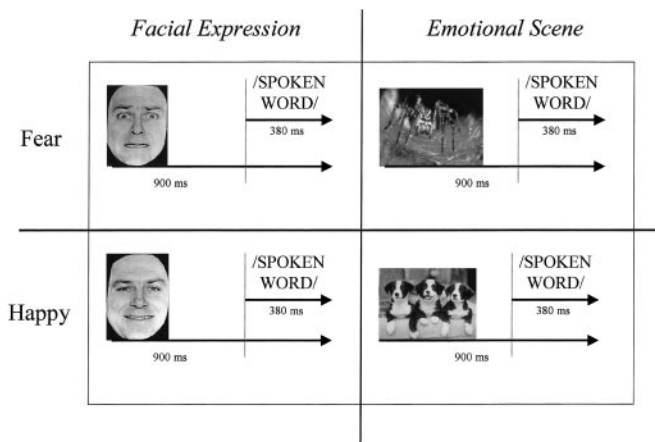 Facial Expression
Emotional Scene
Fear
/SPOKEN
WORD/
380 ms
900 ms
/SPOKEN
WORD/
380 ms
900 ms
Happy
/SPOKEN
WORD/
380 ms
900 ms
/SPOKEN
WORD/
380 ms
900 ms